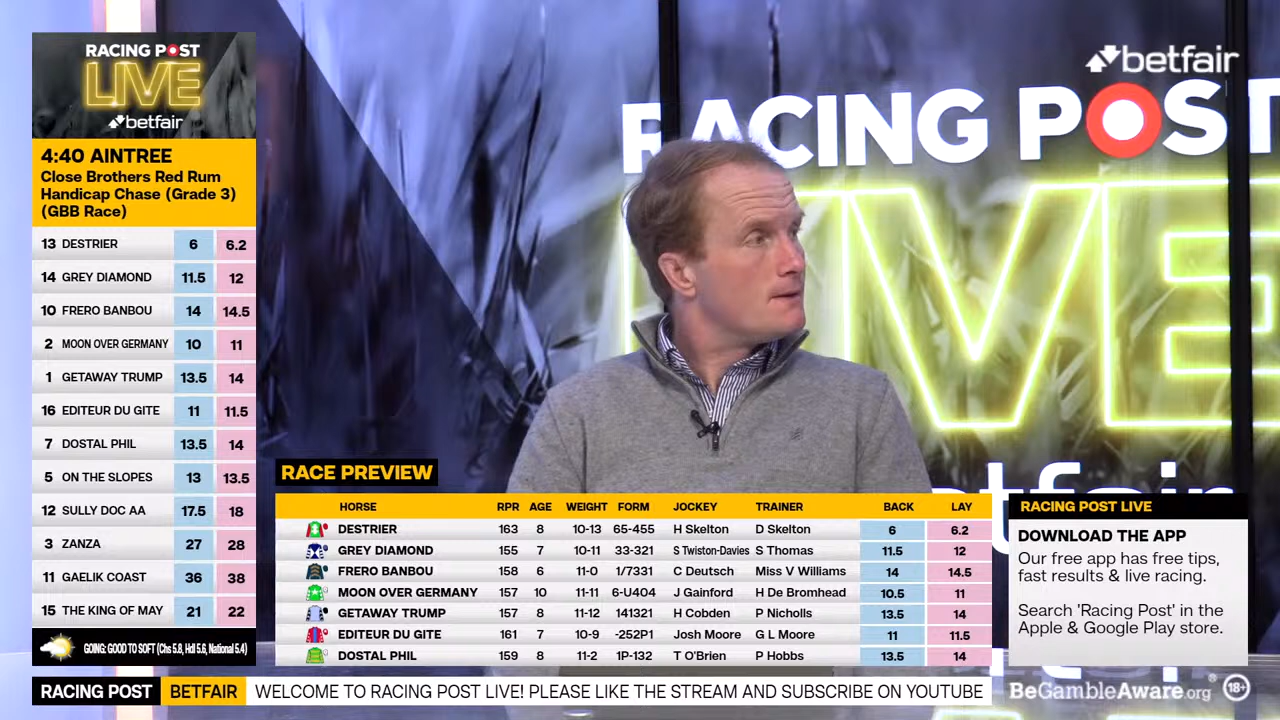 RACING POST
LIVE
betfair
4:40 AINTREE
Close Brothers Red Rum
Handicap Chase (Grade 3)
(GBB Race)
13 DESTRIER 6 6.2
14 GREY DIAMOND 11.5 12
10 FRERO BANBOU 14 14.5
2 MOON OVER GERMANY 10 11
1 GETAWAY TRUMP 13.5 14
16 EDITEUR DU GITE 11 11.5
7 DOSTAL PHIL 13.5 14
5 ON THE SLOPES 13 13.5
12 SULLY DOC AA 17.5 18
3 ZANZA 27 28
11 GAELIK COAST 36 38
15 THE KING OF MAY 21 22
GOING: GOOD TO SOFT (Chs 5.8, Hdl 5.6, National 5.4)
betfair
RACING POST
LIVE
etfair
RACE PREVIEW
HORSE RPR AGE WEIGHT FORM JOCKEY TRAINER BACK LAY
DESTRIER 163 8 10-13 65-455 H Skelton D Skelton 6 6.2
GREY DIAMOND 155 7 10-11 33-321 S Twiston-Davies S Thomas 11.5 12
FRERO BANBOU 158 6 11-0 1/7331 C Deutsch Miss V Williams 14 14.5
MOON OVER GERMANY 157 10 11-11 6-U404 J Gainford H De Bromhead 10.5 11
GETAWAY TRUMP 157 8 11-12 141321 H Cobden P Nicholls 13.5 14
EDITEUR DU GITE 161 7 10-9 -252P1 Josh Moore G L Moore 11 11.5
DOSTAL PHIL 159 8 11-2 1P-132 T O'Brien P Hobbs 13.5 14
RACING POST LIVE
DOWNLOAD THE APP
Our free app has free tips,
fast results & live racing.
Search 'Racing Post' in the
Apple & Google Play store.
RACING POST BETFAIR WELCOME TO RACING POST LIVE! PLEASE LIKE THE STREAM AND SUBSCRIBE ON YOUTUBE
BeGambleAware.org® 18+